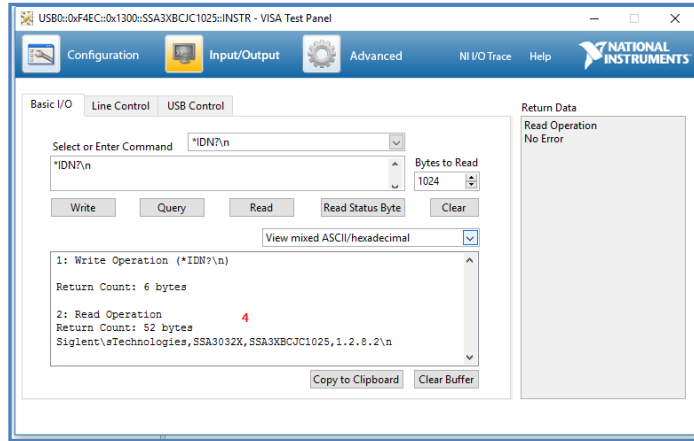 USB0::0xF4EC::0x1300::SSA3XBCJC1025::INSTR - VISA Test Panel
Configuration Input/Output Advanced NI I/O Trace Help NATIONAL INSTRUMENTS
Basic I/O Line Control USB Control
Return Data
Read Operation
No Error
Select or Enter Command *IDN?\n
*IDN?\n
Bytes to Read
1024
Write Query Read Read Status Byte Clear
View mixed ASCII/hexadecimal
1: Write Operation (*IDN?\n)
Return Count: 6 bytes
2: Read Operation
4
Return Count: 52 bytes
Siglent\sTechnologies,SSA3032X,SSA3XBCJC1025,1.2.8.2\n
Copy to Clipboard Clear Buffer